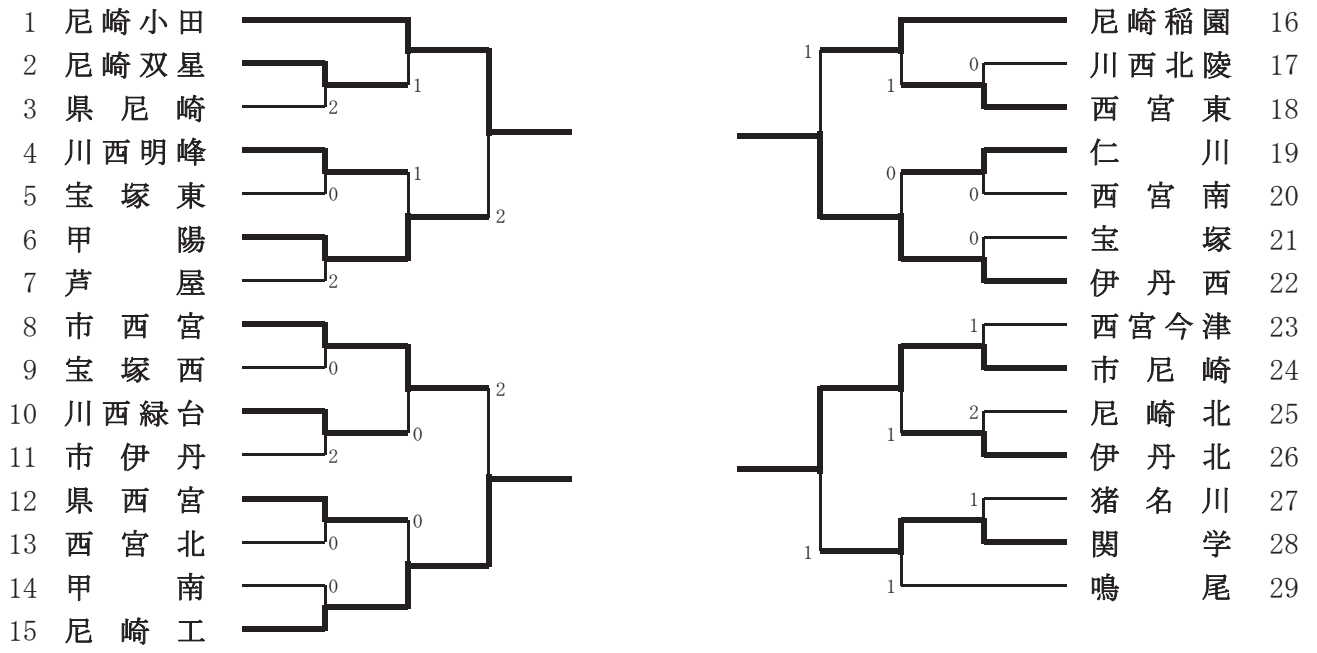 1 尼崎小田
2 尼崎双星
3 県尼崎
4 川西明峰
5 宝塚東
6 甲陽
7 芦屋
8 市西宮
9 宝塚西
10 川西緑台
11 市伊丹
12 県西宮
13 西宮北
14 甲南
15 尼崎工
1
2
1
0
2
2
0
2
0
2
0
0
0
尼崎稲園 16
川西北陵 17
西宮東 18
仁川 19
西宮南 20
宝塚 21
伊丹西 22
西宮今津 23
市尼崎 24
尼崎北 25
伊丹北 26
猪名川 27
関学 28
鳴尾 29
1
0
1
0
0
0
1
2
1
1
1
1